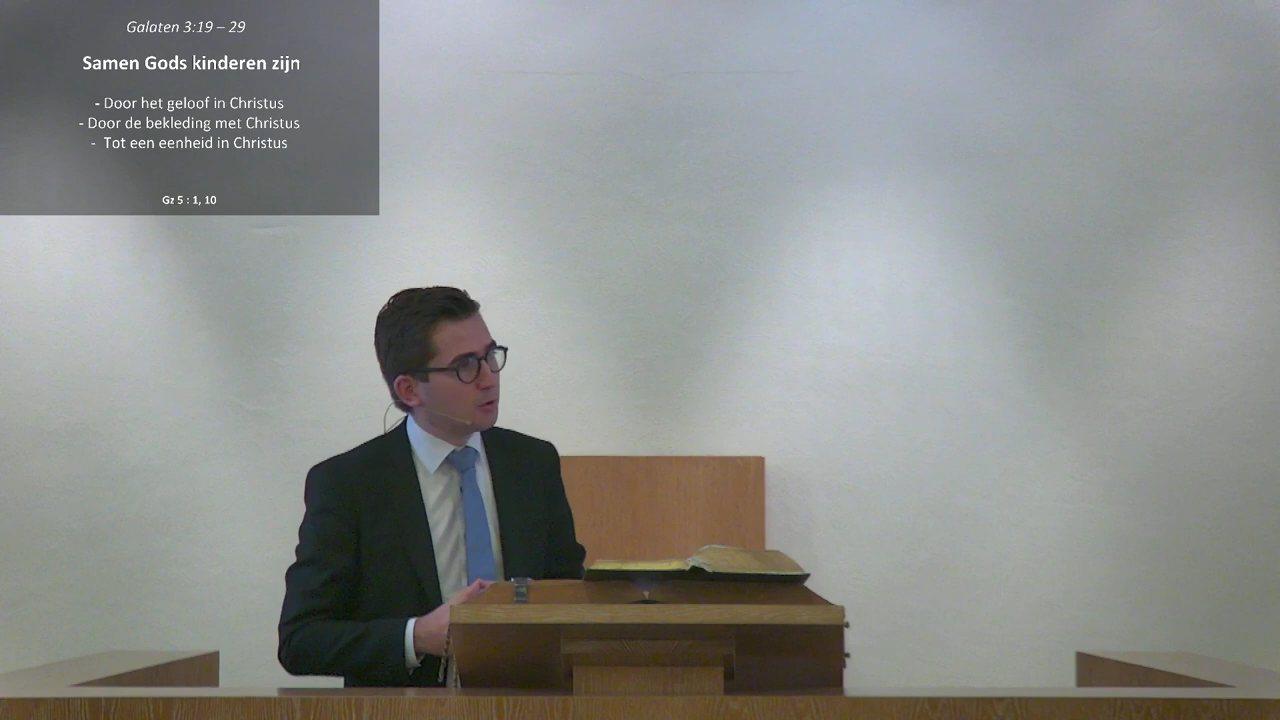 Galaten 3:19 – 29
Samen Gods kinderen zijn
- Door het geloof in Christus
- Door de bekleding met Christus
- Tot een eenheid in Christus
Gz 5 : 1, 10